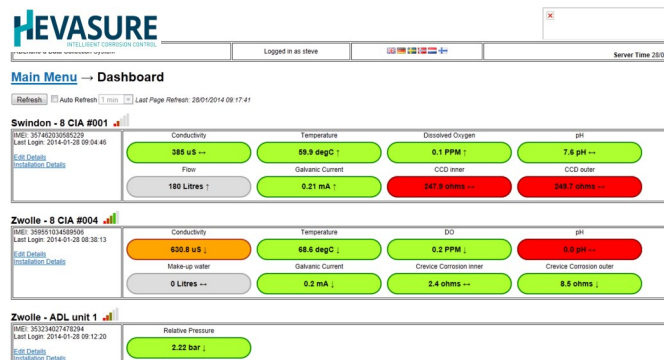 HEVASURE
INTELLIGENT CORROSION CONTROL
Logged in as steve
Server Time 28/0
Main Menu → Dashboard
Refresh Auto Refresh 1 min Last Page Refresh: 28/01/2014 09:17:41
Swindon - 8 CIA #001
IMEI: 357462030585229
Last Login: 2014-01-28 09:04:46
Edit Details
Installation Details
Conductivity Temperature Dissolved Oxygen pH
385 uS ↔ 59.9 degC ↑ 0.1 PPM ↑ 7.6 pH ↔
Flow Galvanic Current CCD inner CCD outer
180 Litres ↑ 0.21 mA ↑ 247.9 ohms ↔ 249.7 ohms ↔
Zwolle - 8 CIA #004
IMEI: 359551034589506
Last Login: 2014-01-28 08:38:13
Edit Details
Installation Details
Conductivity Temperature DO pH
630.8 uS ↓ 68.6 degC ↓ 0.2 PPM ↓ 0.0 pH ↔
Make-up water Galvanic Current Crevice Corrosion inner Crevice Corrosion outer
0 Litres ↔ 0.2 mA ↓ 2.4 ohms ↔ 8.5 ohms ↓
Zwolle - ADL unit 1
IMEI: 353234027478294
Last Login: 2014-01-28 09:12:20
Edit Details
Installation Details
Relative Pressure
2.22 bar ↓